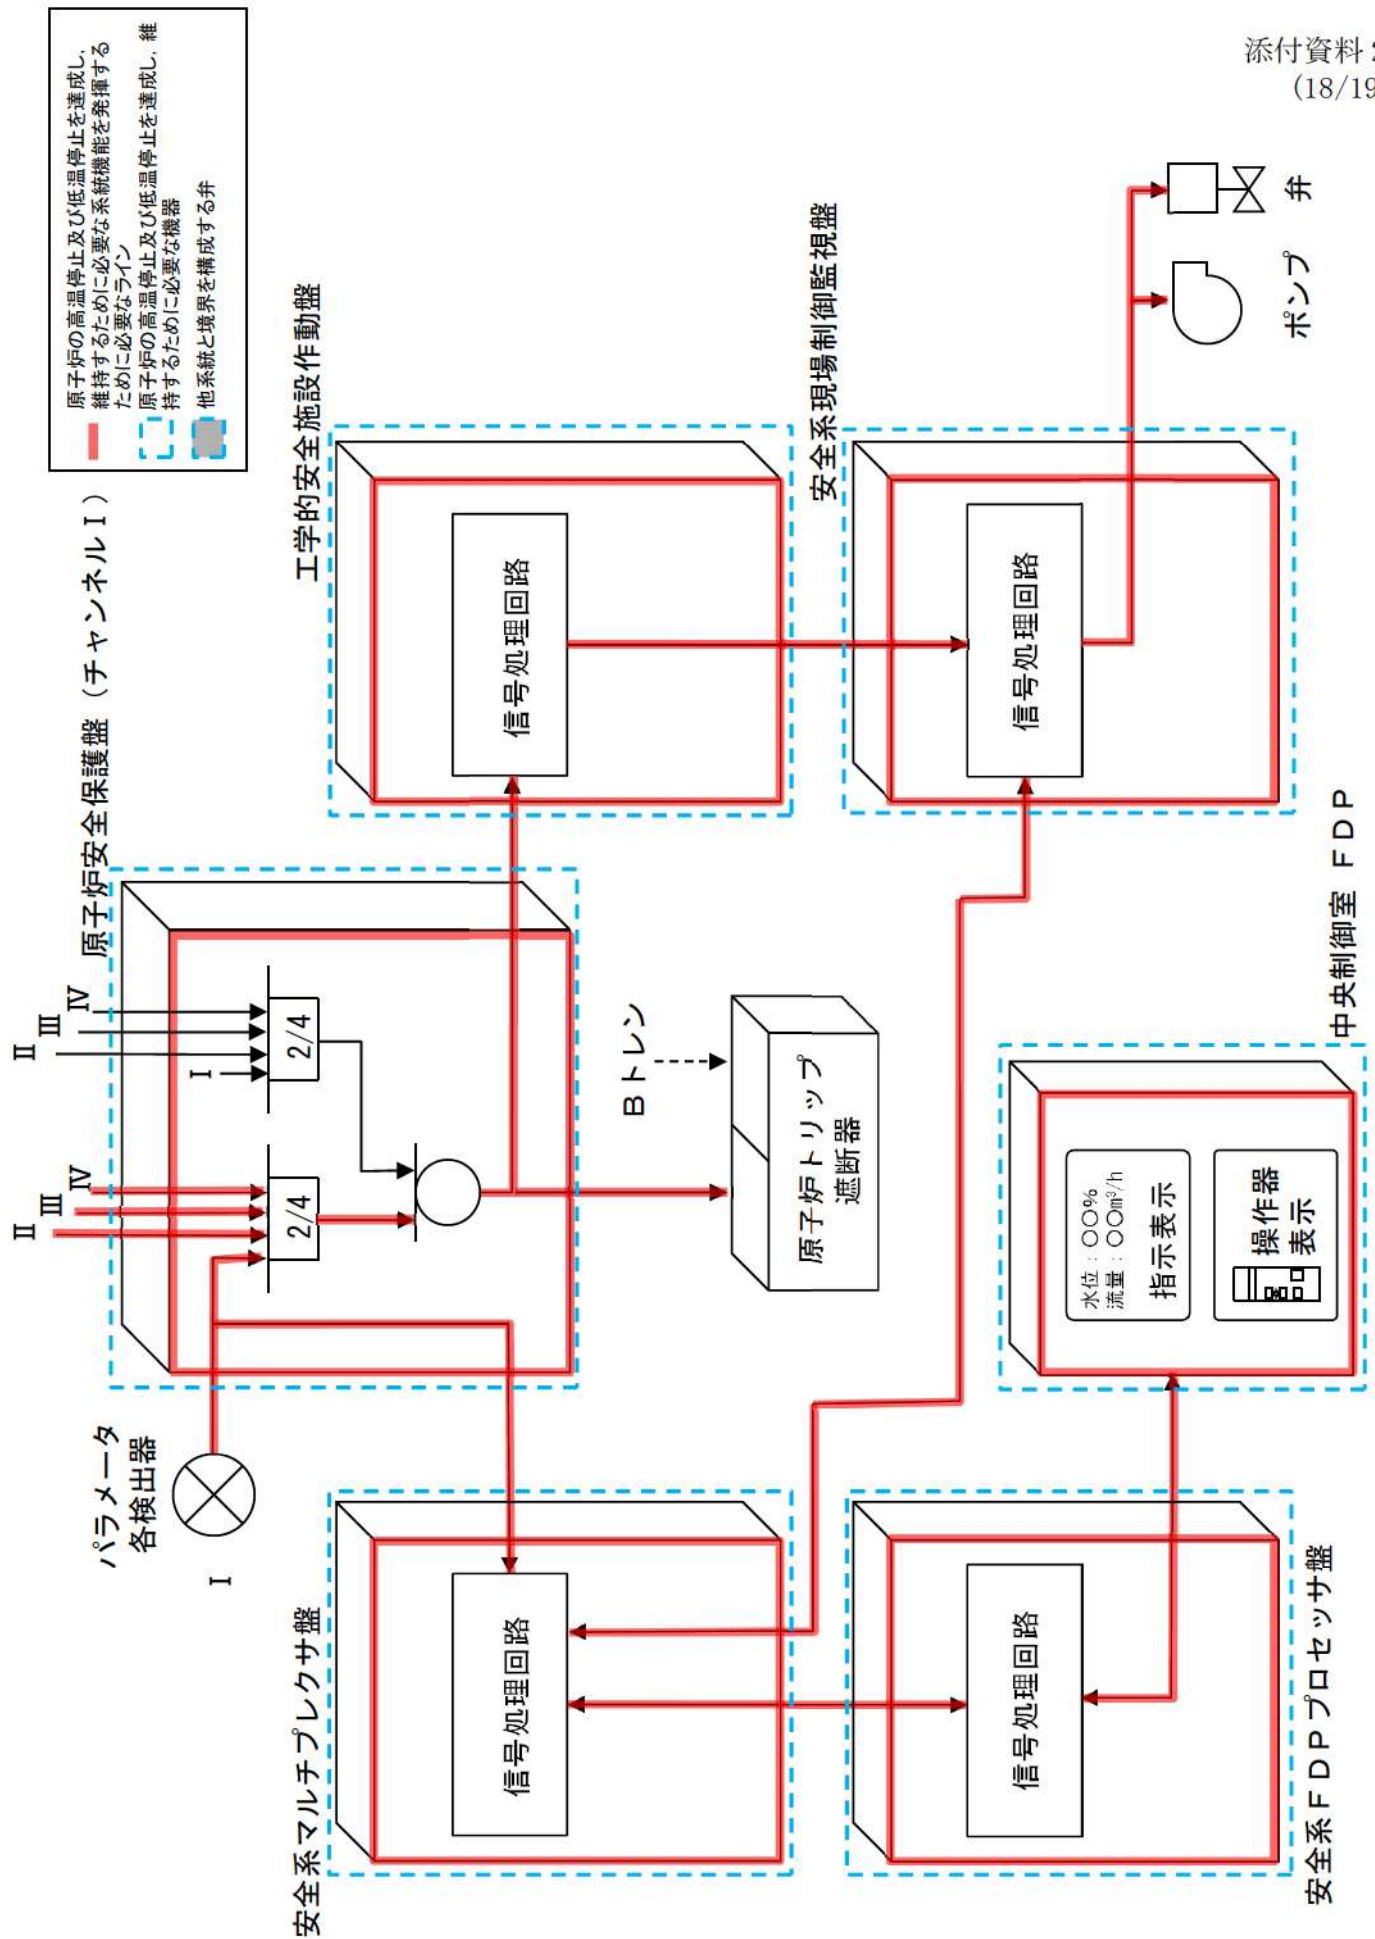 添付資料2
(18/19
原子炉の高温停止及び低温停止を達成し，
維持するために必要な系統機能を発揮する
ために必要なライン
原子炉の高温停止及び低温停止を達成し，維
持するために必要な機器
他系統と境界を構成する弁
パラメータ
各検出器
I
原子炉安全保護盤（チャンネルⅠ）
Ⅱ
Ⅲ
Ⅳ
2/4
Ⅱ
Ⅲ
Ⅳ
Ⅰ
2/4
工学的安全施設作動盤
信号処理回路
安全系マルチプレクサ盤
信号処理回路
Ｂトレン
原子炉トリップ
遮断器
安全系現場制御監視盤
信号処理回路
ポンプ
弁
安全系ＦＤＰプロセッサ盤
信号処理回路
中央制御室 ＦＤＰ
水位：〇〇%
流量：〇〇m³/h
指示表示
操作器
表示